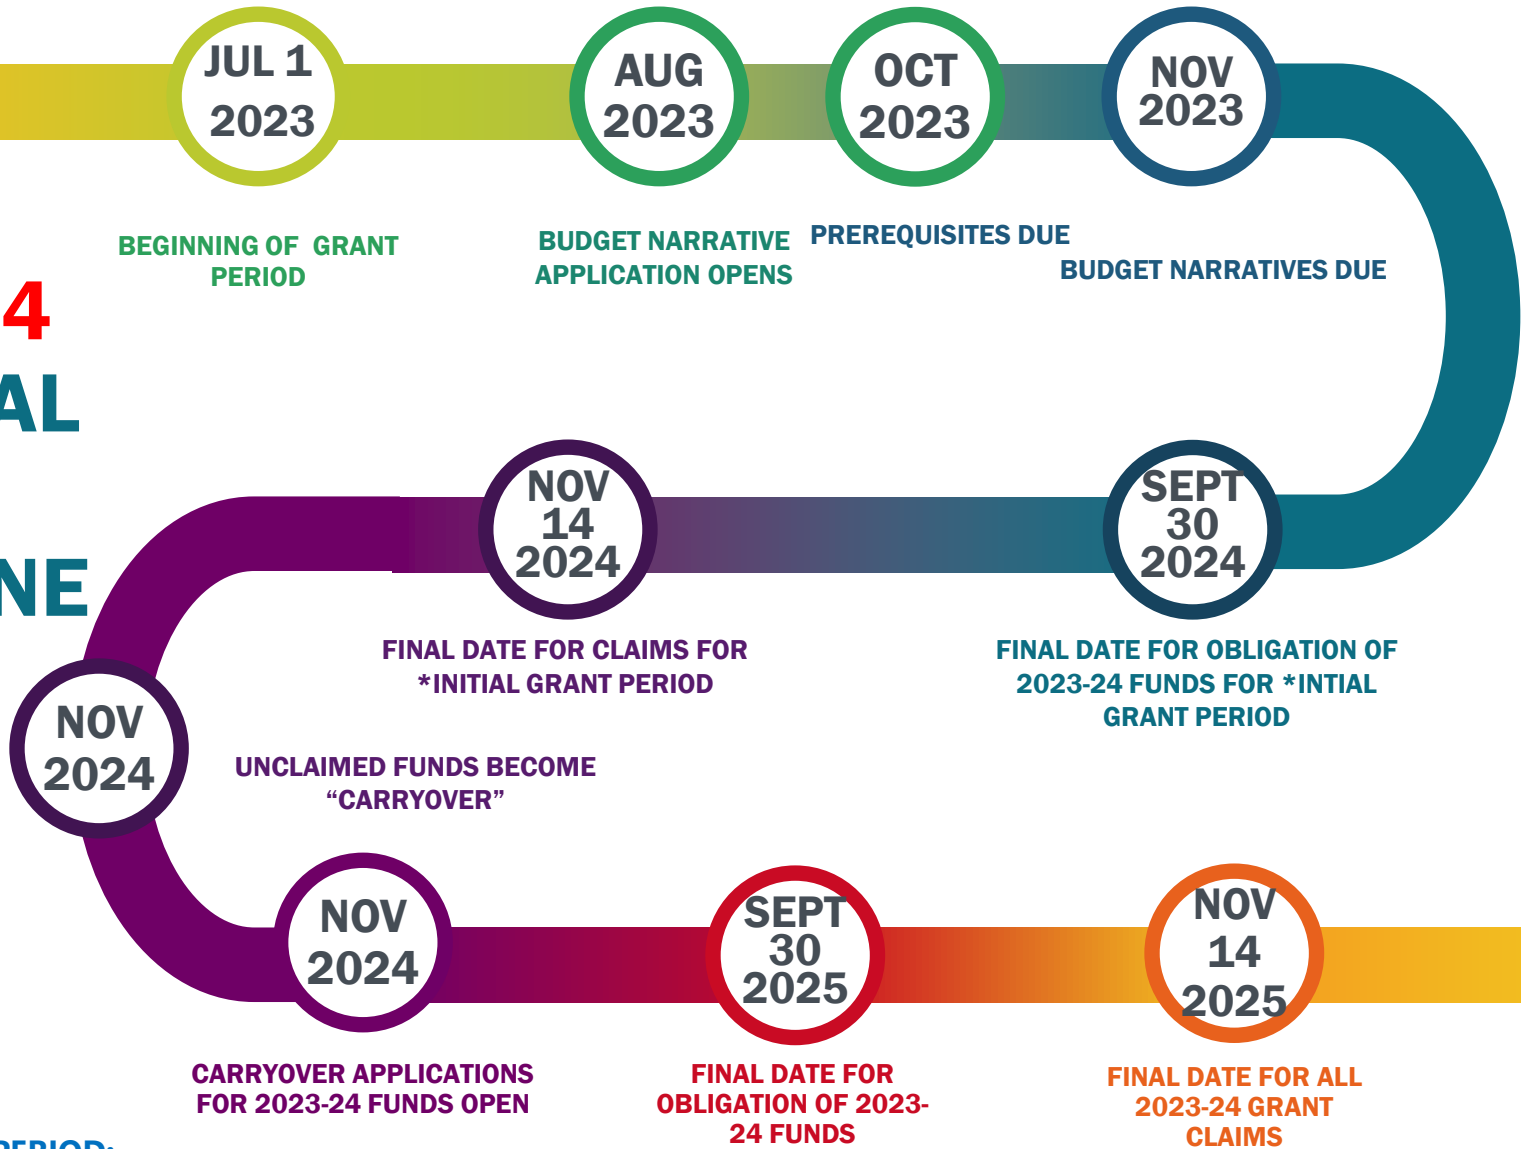 JUL 1
2023
AUG
2023
OCT
2023
NOV
2023
BEGINNING OF GRANT
PERIOD
BUDGET NARRATIVE
APPLICATION OPENS
PREREQUISITES DUE
BUDGET NARRATIVES DUE
4
AL
NE
NOV
14
2024
SEPT
30
2024
FINAL DATE FOR CLAIMS FOR
*INITIAL GRANT PERIOD
FINAL DATE FOR OBLIGATION OF
2023-24 FUNDS FOR *INTIAL
GRANT PERIOD
NOV
2024
UNCLAIMED FUNDS BECOME
“CARRYOVER”
NOV
2024
SEPT
30
2025
NOV
14
2025
CARRYOVER APPLICATIONS
FOR 2023-24 FUNDS OPEN
FINAL DATE FOR
OBLIGATION OF 2023-
24 FUNDS
FINAL DATE FOR ALL
2023-24 GRANT
CLAIMS
PERIOD: